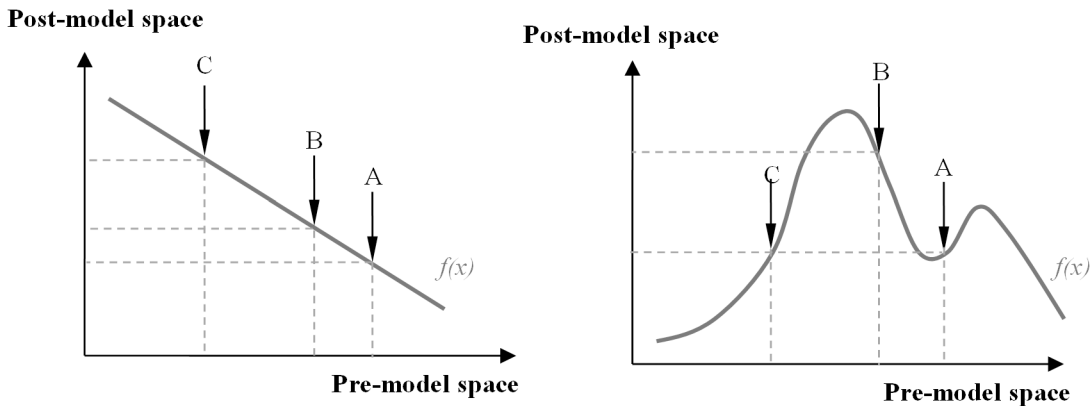 Post-model space
C
B
A
f(x)
Pre-model space
Post-model space
B
C
A
f(x)
Pre-model space